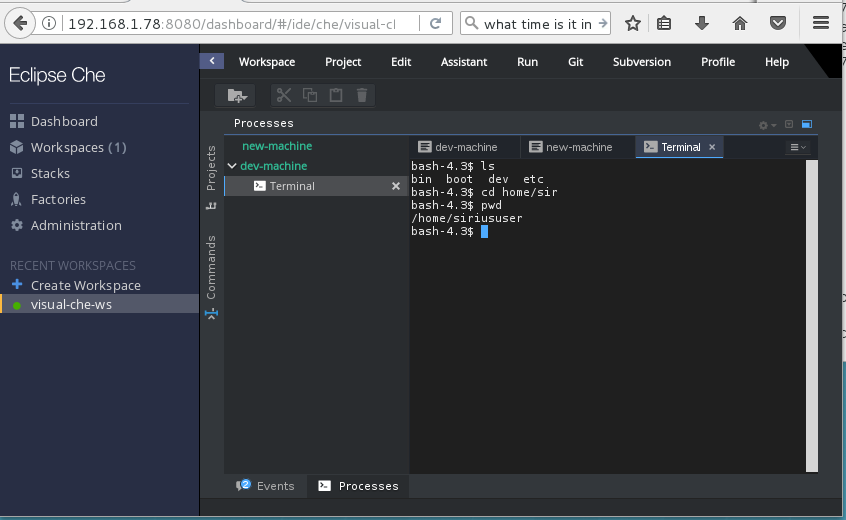 192.168.1.78:8080/dashboard/#/ide/che/visual-cl
what time is it in
Eclipse Che
Dashboard
Workspaces (1)
Stacks
Factories
Administration
RECENT WORKSPACES
Create Workspace
visual-che-ws
Workspace Project Edit Assistant Run Git Subversion Profile Help
Processes
Projects
Commands
new-machine
dev-machine
Terminal
dev-machine new-machine Terminal
bash-4.3$ ls
bin boot dev etc
bash-4.3$ cd home/sir
bash-4.3$ pwd
/home/siriususer
bash-4.3$
2 Events Processes